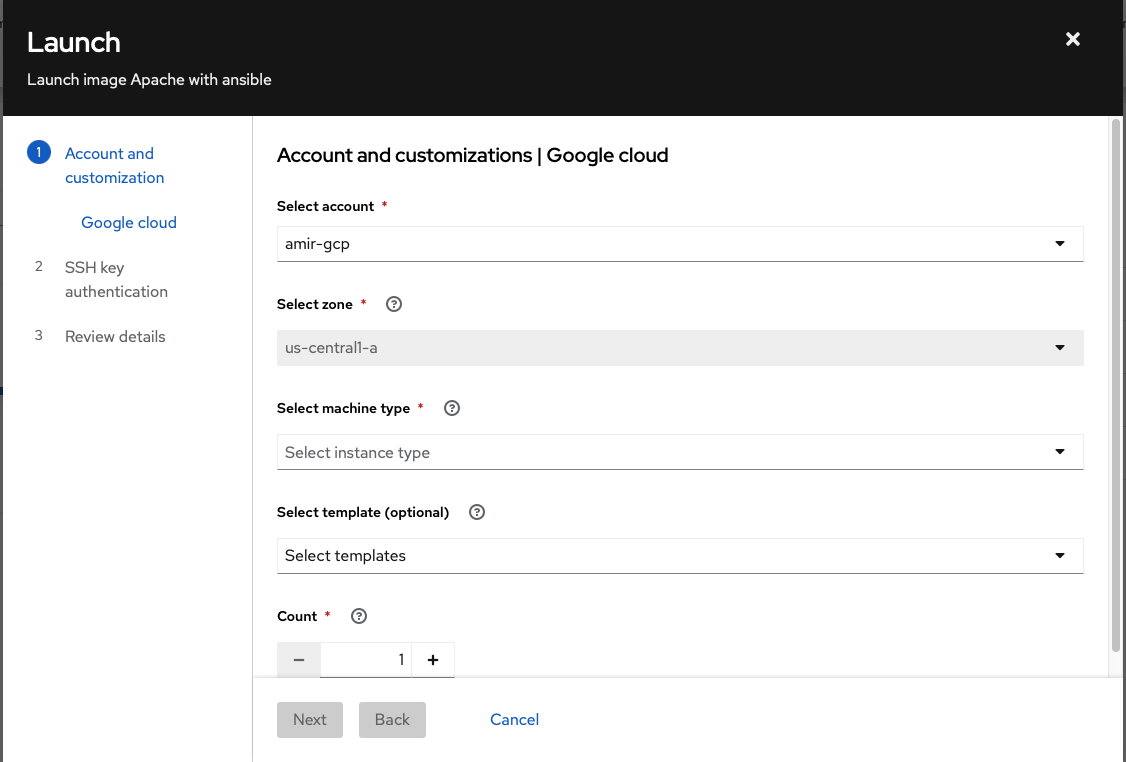 Launch
Launch image Apache with ansible
1 Account and
customization
Google cloud
2 SSH key
authentication
3 Review details
Account and customizations | Google cloud
Select account *
amir-gcp
Select zone *
us-central1-a
Select machine type *
Select instance type
Select template (optional)
Select templates
Count *
1
Next Back Cancel